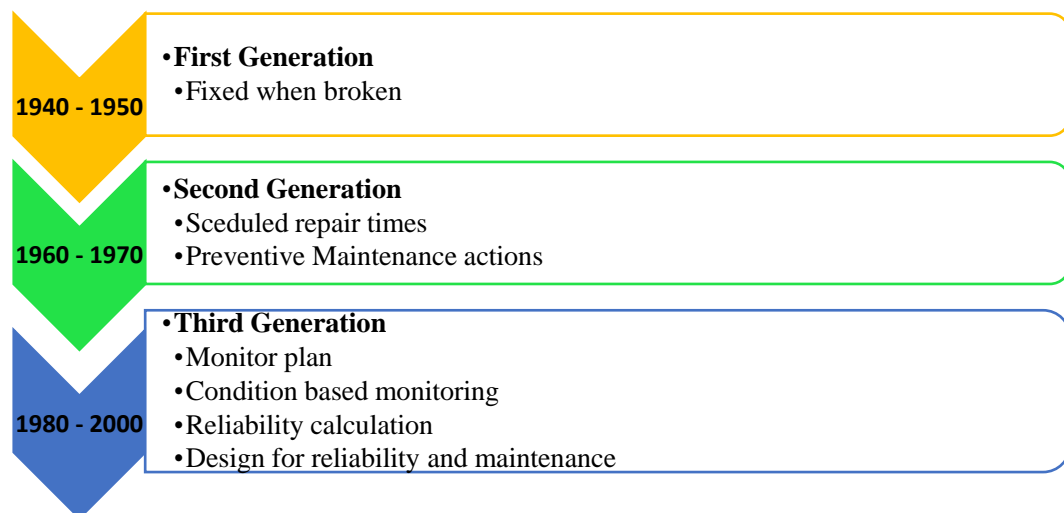 1940 - 1950
•First Generation
•Fixed when broken
1960 - 1970
•Second Generation
•Sceduled repair times
•Preventive Maintenance actions
1980 - 2000
•Third Generation
•Monitor plan
•Condition based monitoring
•Reliability calculation
•Design for reliability and maintenance